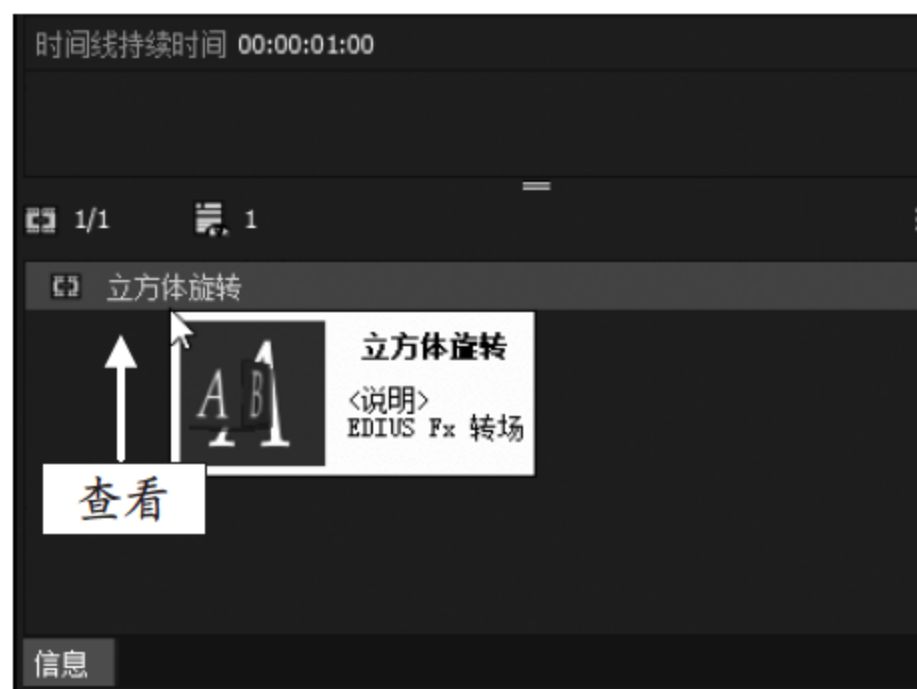 时间线持续时间 00:00:01:00
1/1 1
立方体旋转
立方体旋转
<说明>
EDIUS Fx 转场
A B A
查看
信息